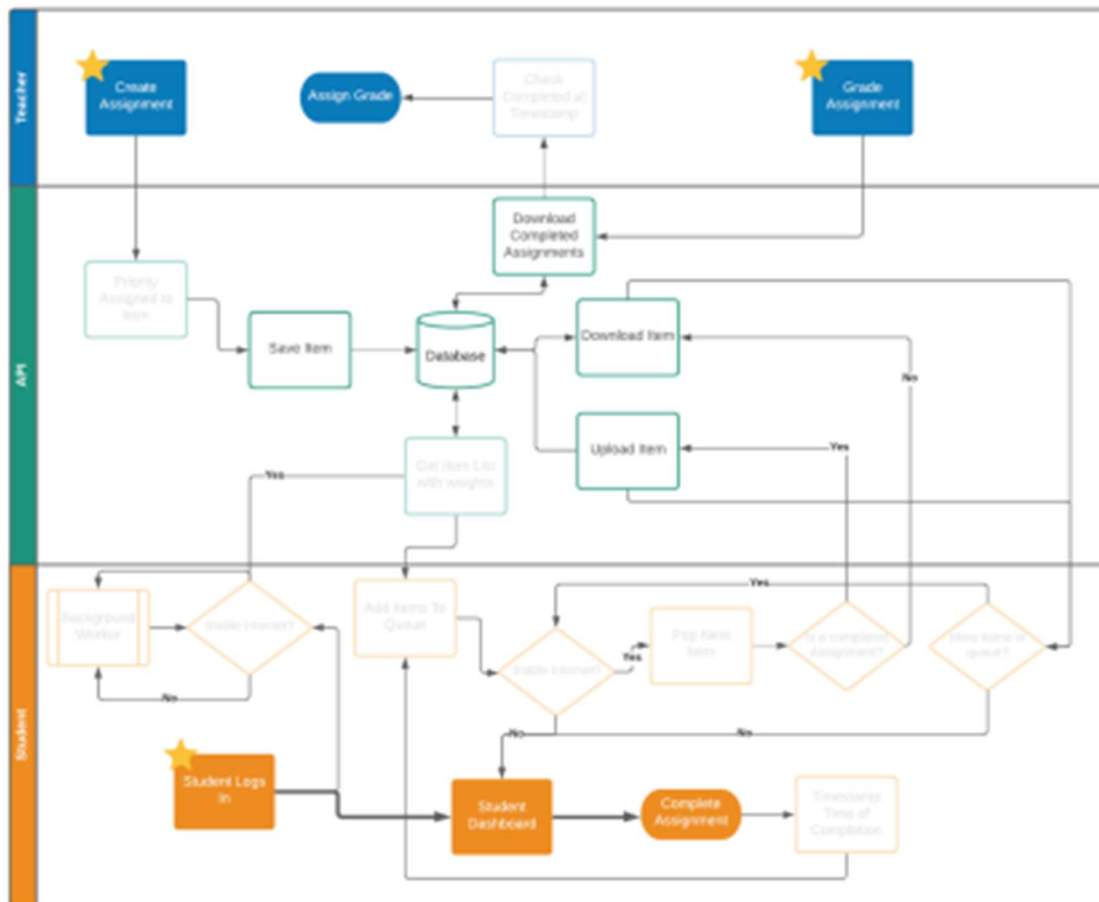 Teacher
Create
Assignment
Assign Grade
Check
Completed at
Timestamp
Grade
Assignment
API
Download
Completed
Assignments
Priority
Assigned to
Item
Save Item
Database
Download Item
No
Upload Item
Yes
Get Item List
with weights
Yes
Student
Background
Worker
Stable Internet?
No
Add Items To
Queue
Stable Internet?
Yes
Pop Next
Item
Is a completed
Assignment?
More items in
queue?
Yes
No
No
Student Logs
In
Student
Dashboard
Complete
Assignment
Timestamp
Time of
Completion